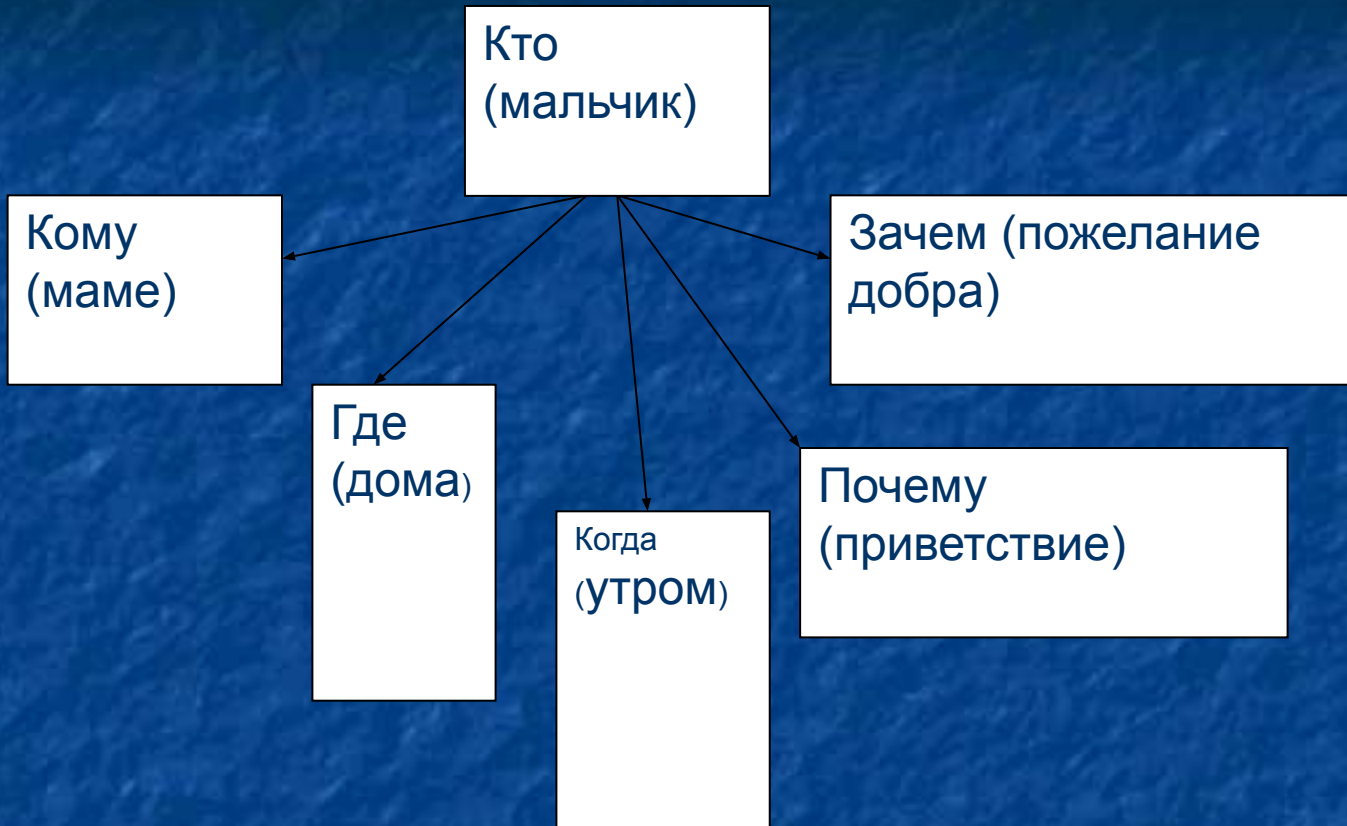 Кто
(мальчик)
Кому
(маме)
Зачем (пожелание
добра)
Где
(дома)
Когда
(утром)
Почему
(приветствие)